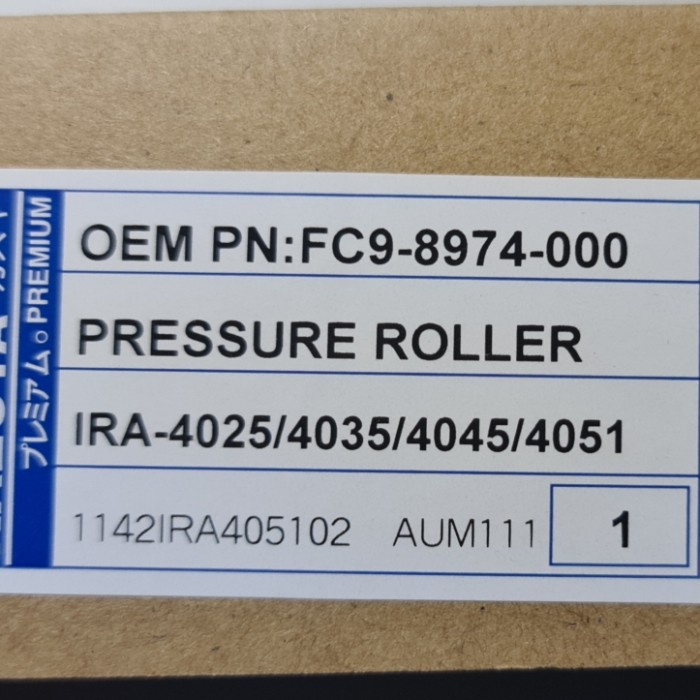 OEM PN:FC9-8974-000
PRESSURE ROLLER
IRA-4025/4035/4045/4051
1142IRA405102 AUM111 1
プレミアム。PREMIUM